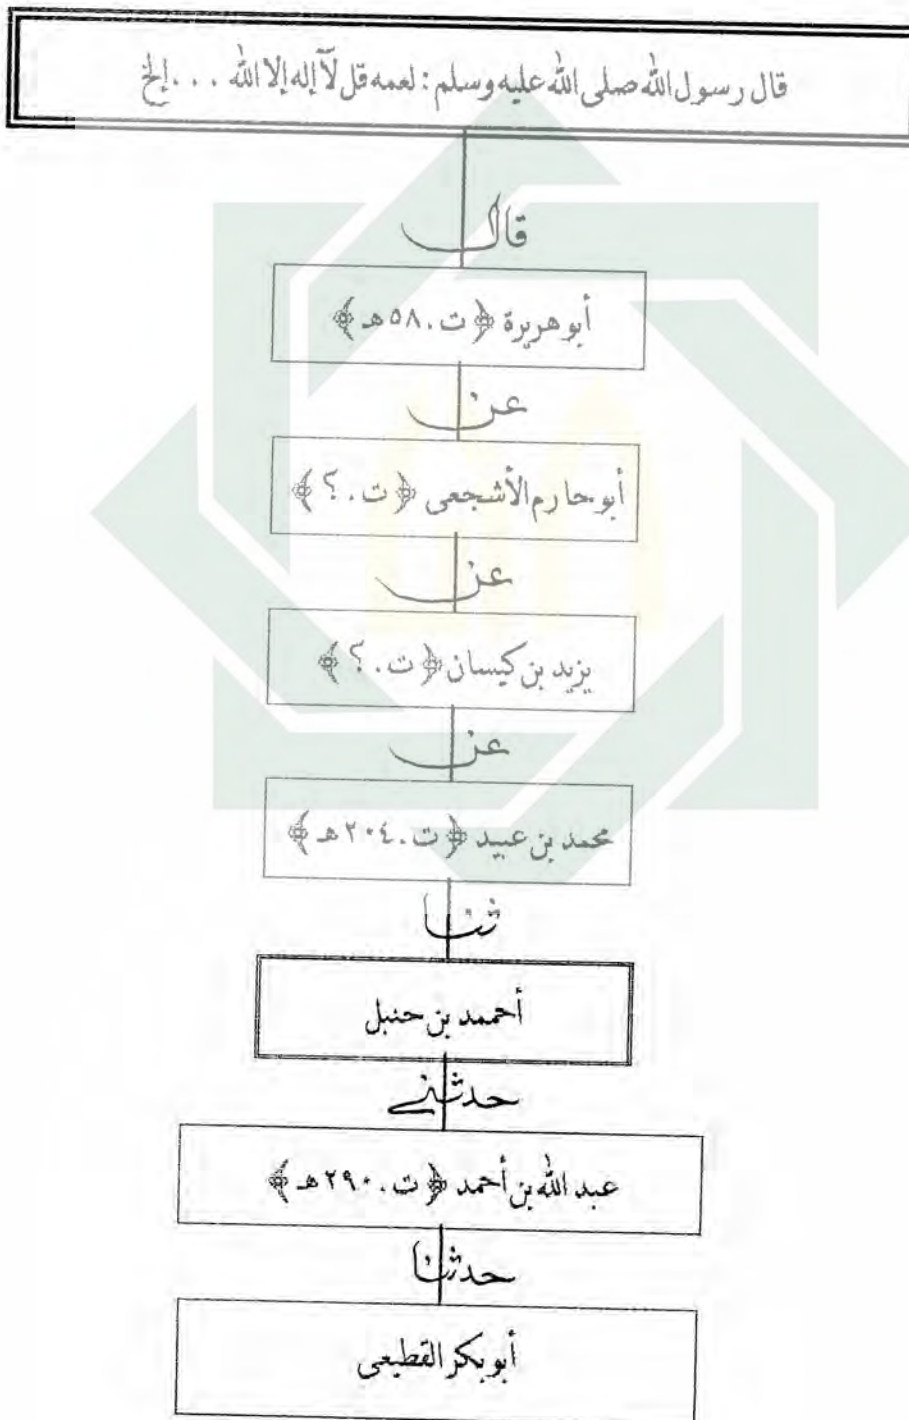 قال رسول الله صلى الله عليه وسلم : لعمه قل لآ إله إلا الله . . . إلخ
قال
أبو هريرة ﴿ ت . ٥٨ هـ ﴾
عن
أبو حارم الأشجعى ﴿ ت . ؟ ﴾
عن
يزيد بن كيسان ﴿ ت . ؟ ﴾
عن
محمد بن عبيد ﴿ ت . ٢٠٤ هـ ﴾
ثنا
أحممد بن حنبل
حدثني
عبد الله بن أحمد ﴿ ت . ٢٩٠ هـ ﴾
حدثنا
أبو بكر القطيعى